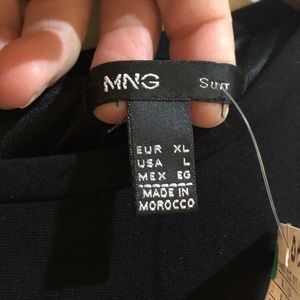 MNG Suit
EUR XL
USA L
MEX EG
MADE IN
MOROCCO